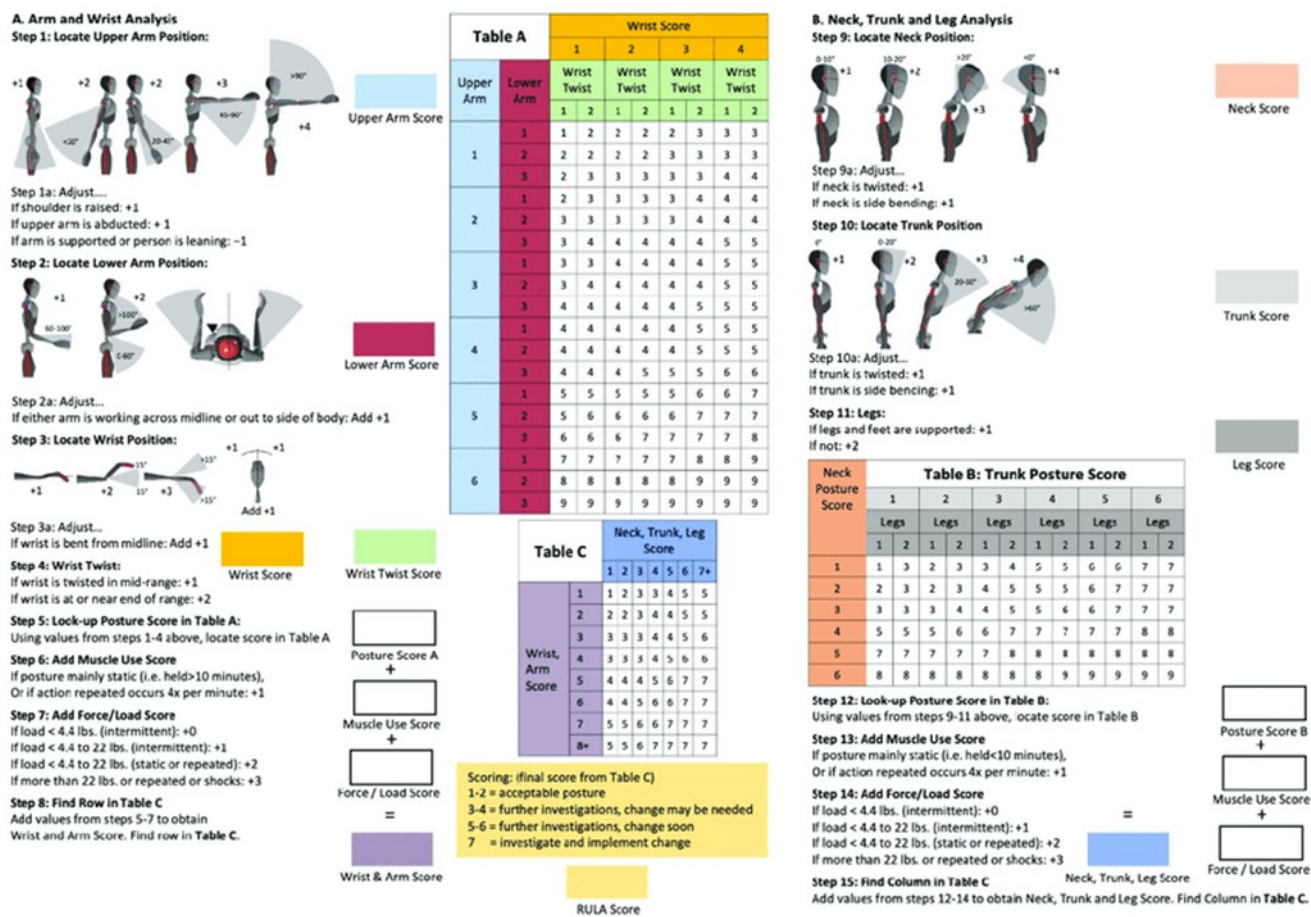 A. Arm and Wrist Analysis
Step 1: Locate Upper Arm Position:
+1
+2
+2
+3
>90°
<20°
20-45°
45-90°
+4
Upper Arm Score
Step 1a: Adjust....
If shoulder is raised: +1
If upper arm is abducted: + 1
If arm is supported or person is leaning: −1
Step 2: Locate Lower Arm Position:
+1
+2
60-100°
>100°
0-60°
Lower Arm Score
Step 2a: Adjust...
If either arm is working across midline or out to side of body: Add +1
Step 3: Locate Wrist Position:
+1
15°
+2
15°
>15°
+3
>15°
+1 +1
Add +1
Step 3a: Adjust...
If wrist is bent from midline: Add +1
Wrist Score
Wrist Twist Score
Step 4: Wrist Twist:
If wrist is twisted in mid-range: +1
If wrist is at or near end of range: +2
Step 5: Look-up Posture Score in Table A:
Using values from steps 1-4 above, locate score in Table A
Posture Score A
+
Step 6: Add Muscle Use Score
If posture mainly static (i.e. held>10 minutes),
Or if action repeated occurs 4x per minute: +1
Muscle Use Score
+
Step 7: Add Force/Load Score
If load < 4.4 lbs. (intermittent): +0
If load < 4.4 to 22 lbs. (intermittent): +1
If load < 4.4 to 22 lbs. (static or repeated): +2
If more than 22 lbs. or repeated or shocks: +3
Force / Load Score
=
Step 8: Find Row in Table C
Add values from steps 5-7 to obtain
Wrist and Arm Score. Find row in Table C.
Wrist & Arm Score
Table A
Wrist Score
1 2 3 4
Upper Arm
Lower Arm
Wrist Twist Wrist Twist Wrist Twist Wrist Twist
1 2 1 2 1 2 1 2
1 1 1 2 2 2 2 3 3 3
2 2 2 2 2 3 3 3 3
3 2 3 3 3 3 3 4 4
2 1 2 3 3 3 3 4 4 4
2 3 3 3 3 3 4 4 4
3 3 4 4 4 4 4 5 5
3 1 3 3 4 4 4 4 5 5
2 3 4 4 4 4 4 5 5
3 4 4 4 4 4 5 5 5
4 1 4 4 4 4 4 5 5 5
2 4 4 4 4 4 5 5 5
3 4 4 4 5 5 5 6 6
5 1 5 5 5 5 5 6 6 7
2 5 6 6 6 6 7 7 7
3 6 6 6 7 7 7 7 8
6 1 7 7 7 7 7 8 8 9
2 8 8 8 8 8 9 9 9
3 9 9 9 9 9 9 9 9
Table C
Neck, Trunk, Leg Score
1 2 3 4 5 6 7+
Wrist, Arm Score
1 1 2 3 3 4 5 5
2 2 2 3 4 4 5 5
3 3 3 3 4 4 5 6
4 3 3 3 4 5 6 6
5 4 4 4 5 6 7 7
6 4 4 5 6 6 7 7
7 5 5 6 6 7 7 7
8+ 5 5 6 7 7 7 7
Scoring: (final score from Table C)
1-2 = acceptable posture
3-4 = further investigations, change may be needed
5-6 = further investigations, change soon
7 = investigate and implement change
RULA Score
B. Neck, Trunk and Leg Analysis
Step 9: Locate Neck Position:
0-10°
+1
10-20°
+2
>20°
+3
<0°
+4
Neck Score
Step 9a: Adjust...
If neck is twisted: +1
If neck is side bending: +1
Step 10: Locate Trunk Position
0°
+1
0-20°
+2
+3
20-60°
+4
>60°
Trunk Score
Step 10a: Adjust...
If trunk is twisted: +1
If trunk is side bencing: +1
Step 11: Legs:
If legs and feet are supported: +1
If not: +2
Leg Score
Neck Posture Score
Table B: Trunk Posture Score
1 2 3 4 5 6
Legs Legs Legs Legs Legs Legs
1 2 1 2 1 2 1 2 1 2 1 2
1 1 3 2 3 3 4 5 5 6 6 7 7
2 2 3 2 3 4 5 5 5 6 7 7 7
3 3 3 3 4 4 5 5 6 6 7 7 7
4 5 5 5 6 6 7 7 7 7 7 8 8
5 7 7 7 7 7 8 8 8 8 8 8 8
6 8 8 8 8 8 8 8 9 9 9 9 9
Step 12: Look-up Posture Score in Table B:
Using values from steps 9-11 above, locate score in Table B
Posture Score B
+
Step 13: Add Muscle Use Score
If posture mainly static (i.e. held<10 minutes),
Or if action repeated occurs 4x per minute: +1
Muscle Use Score
+
Step 14: Add Force/Load Score
If load < 4.4 lbs. (intermittent): +0
If load < 4.4 to 22 lbs. (intermittent): +1
If load < 4.4 to 22 lbs. (static or repeated): +2
If more than 22 lbs. or repeated or shocks: +3
=
Neck, Trunk, Leg Score
Force / Load Score
Step 15: Find Column in Table C
Add values from steps 12-14 to obtain Neck, Trunk and Leg Score. Find Column in Table C.